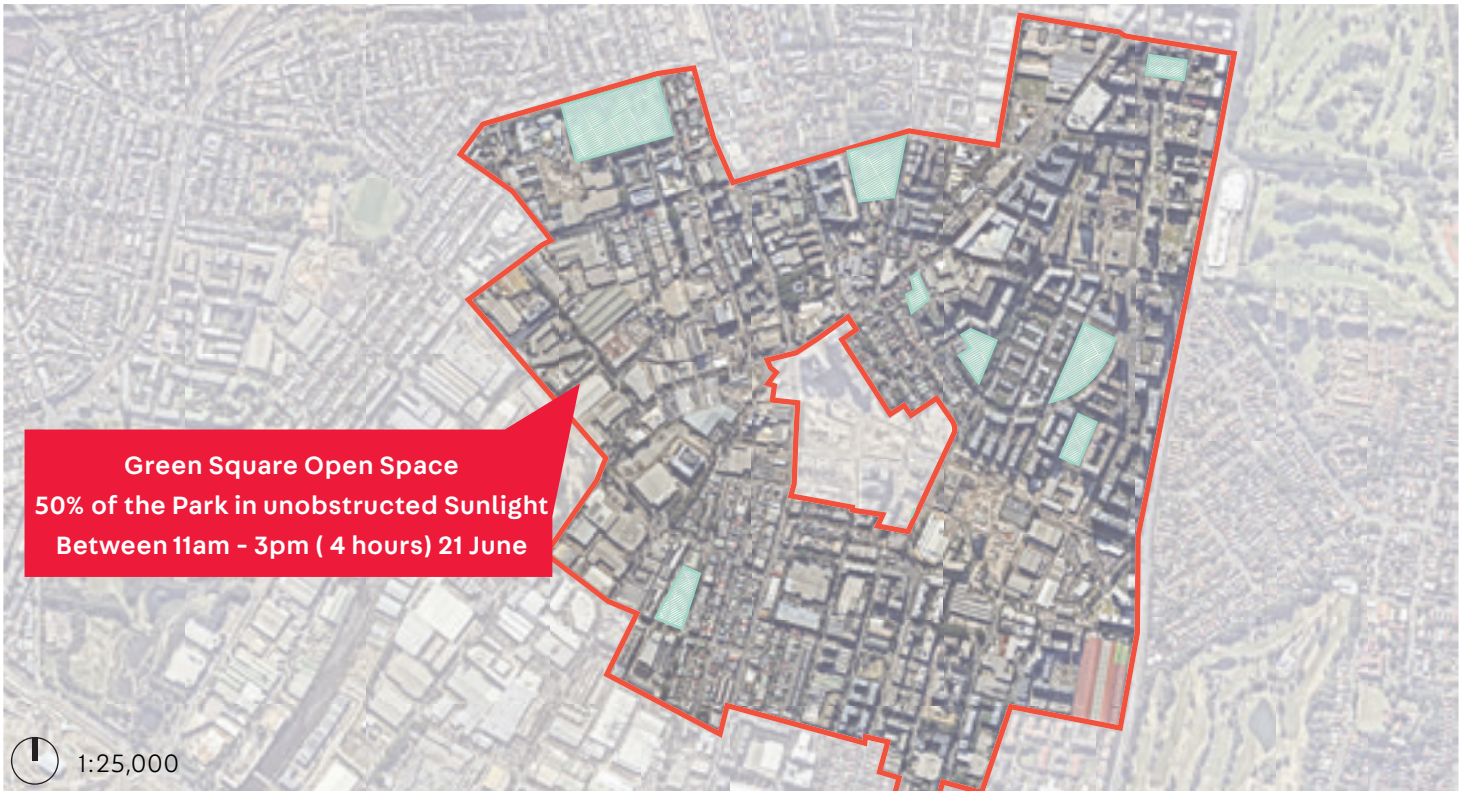 Green Square Open Space
50% of the Park in unobstructed Sunlight
Between 11am - 3pm ( 4 hours) 21 June
1:25,000